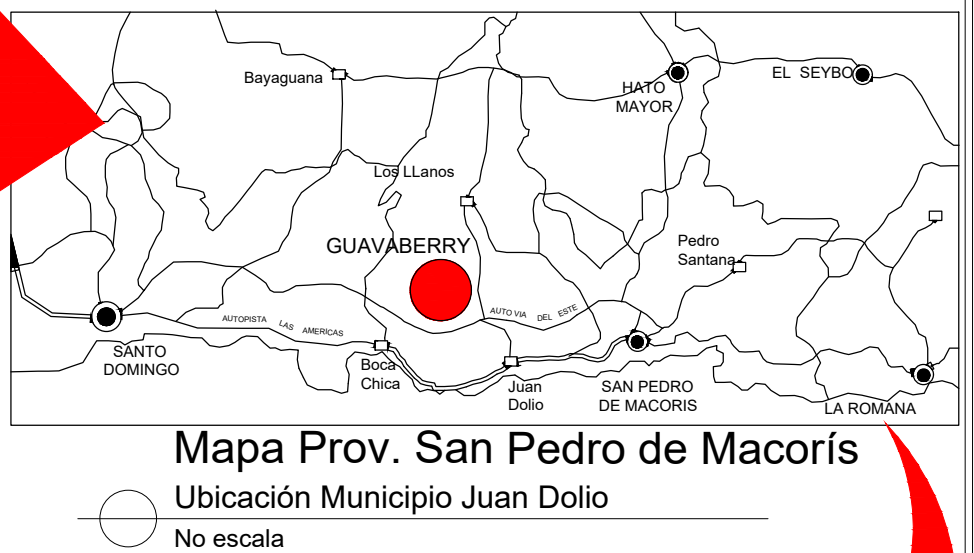 Bayaguana
HATO
MAYOR
EL SEYBO
Los LLanos
GUAVABERRY
Pedro
Santana
AUTOPISTA LAS AMERICAS
AUTO VIA DEL ESTE
SANTO
DOMINGO
Boca
Chica
Juan
Dolio
SAN PEDRO
DE MACORIS
LA ROMANA
Mapa Prov. San Pedro de Macorís
Ubicación Municipio Juan Dolio
No escala